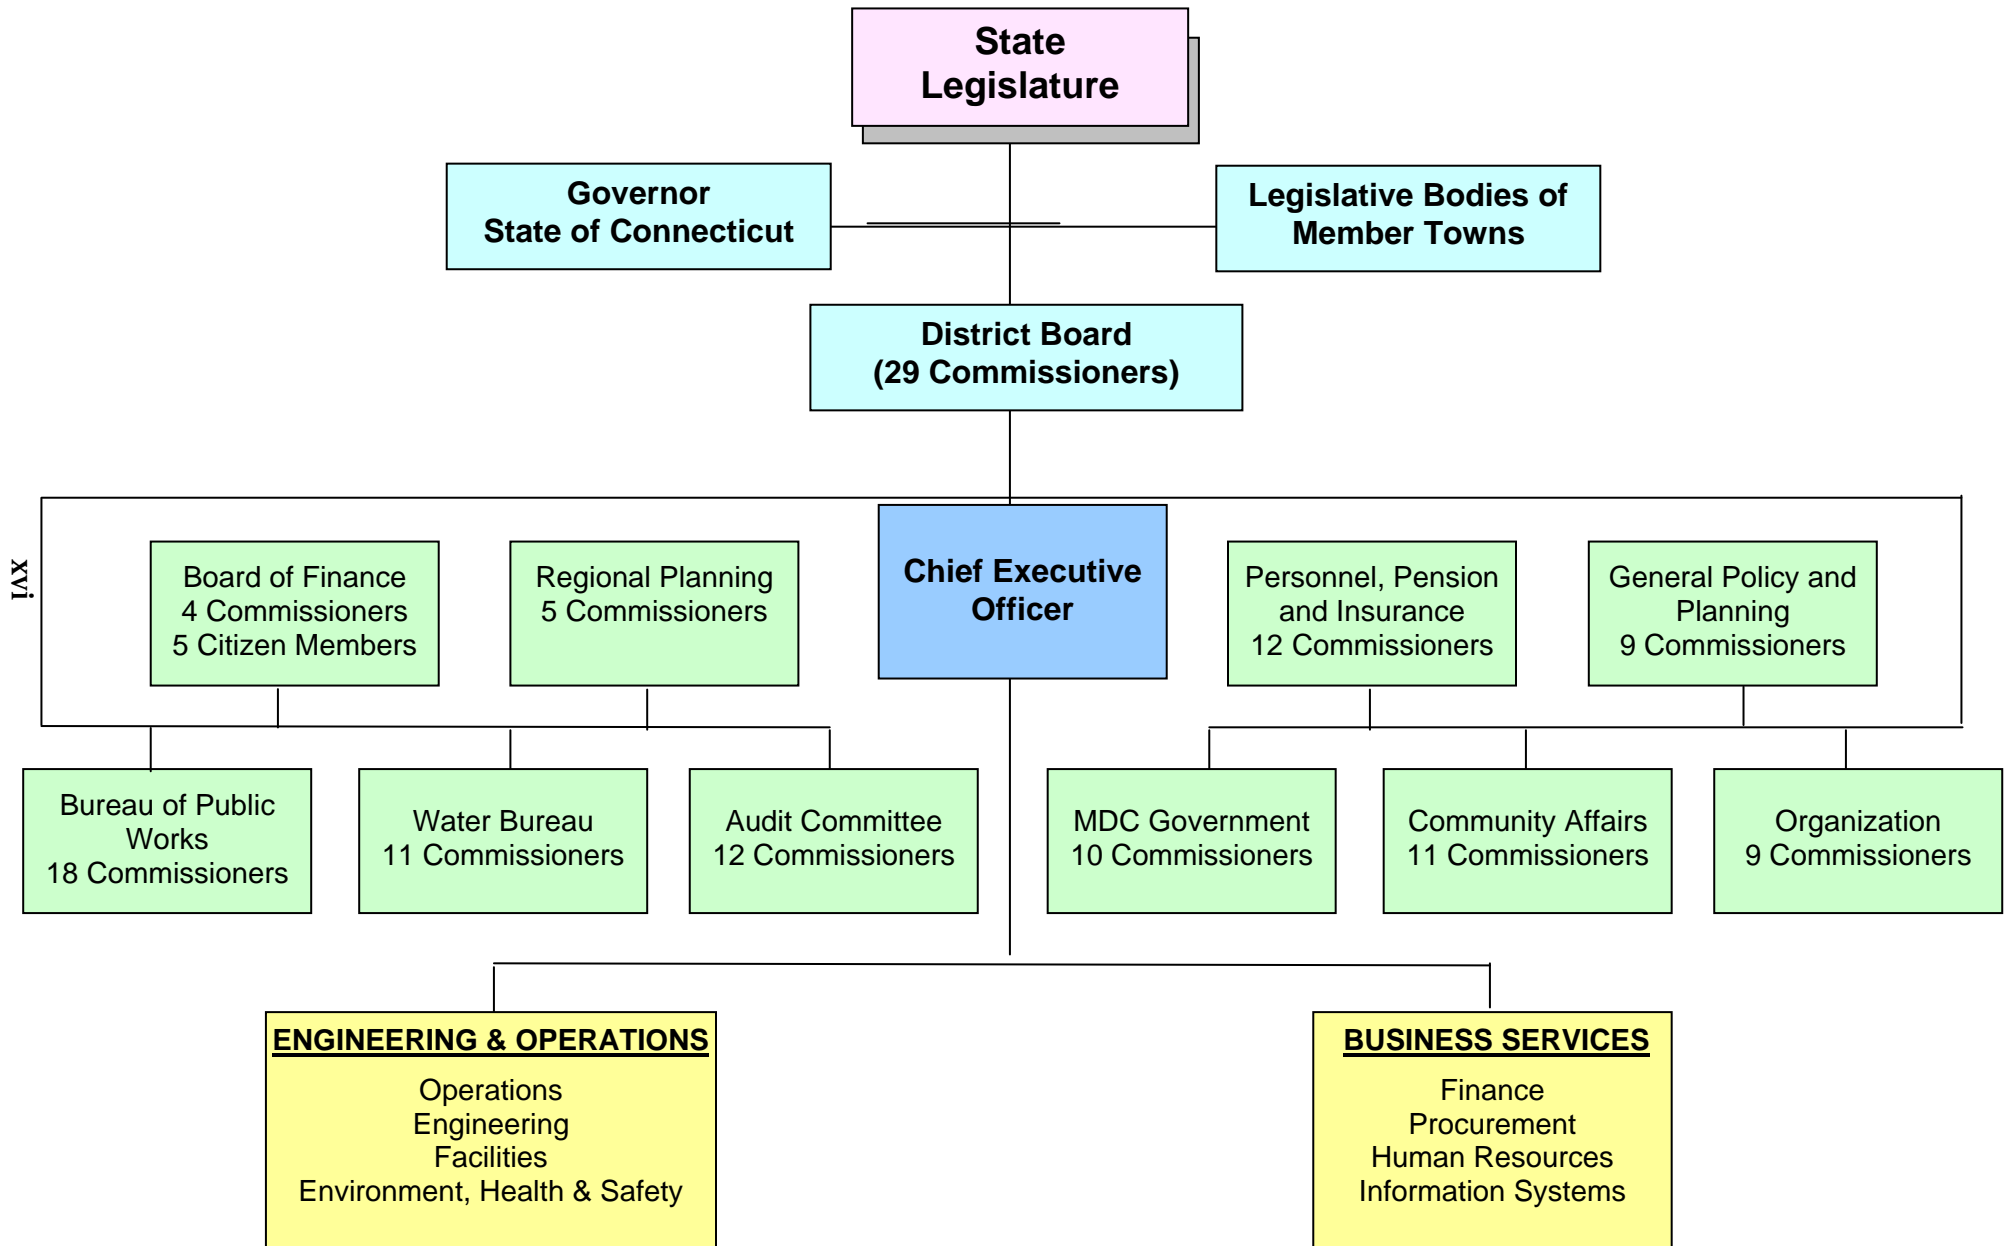 State
Legislature
Governor
State of Connecticut
Legislative Bodies of
Member Towns
District Board
(29 Commissioners)
xvi
Board of Finance
4 Commissioners
5 Citizen Members
Regional Planning
5 Commissioners
Chief Executive
Officer
Personnel, Pension
and Insurance
12 Commissioners
General Policy and
Planning
9 Commissioners
Bureau of Public
Works
18 Commissioners
Water Bureau
11 Commissioners
Audit Committee
12 Commissioners
MDC Government
10 Commissioners
Community Affairs
11 Commissioners
Organization
9 Commissioners
ENGINEERING & OPERATIONS
Operations
Engineering
Facilities
Environment, Health & Safety
BUSINESS SERVICES
Finance
Procurement
Human Resources
Information Systems